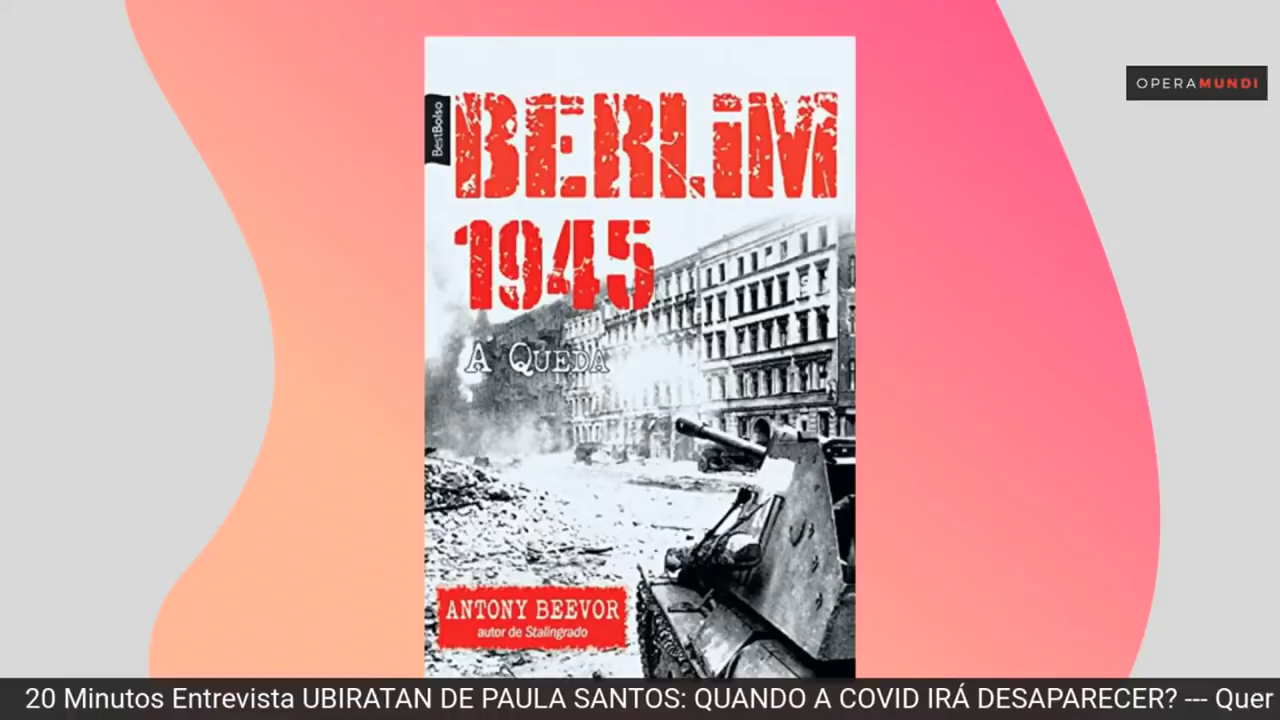 OPERAMUNDI
BestBolso
BERLIM
1945
A QUEDA
ANTONY BEEVOR
autor de Stalingrado
20 Minutos Entrevista UBIRATAN DE PAULA SANTOS: QUANDO A COVID IRÁ DESAPARECER? --- Quer